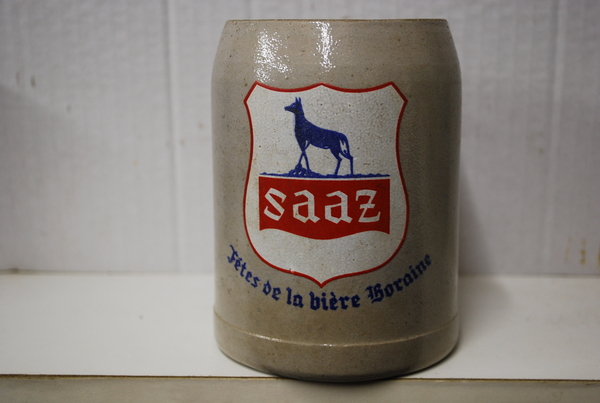 saaz
Fêtes de la bière Boraine